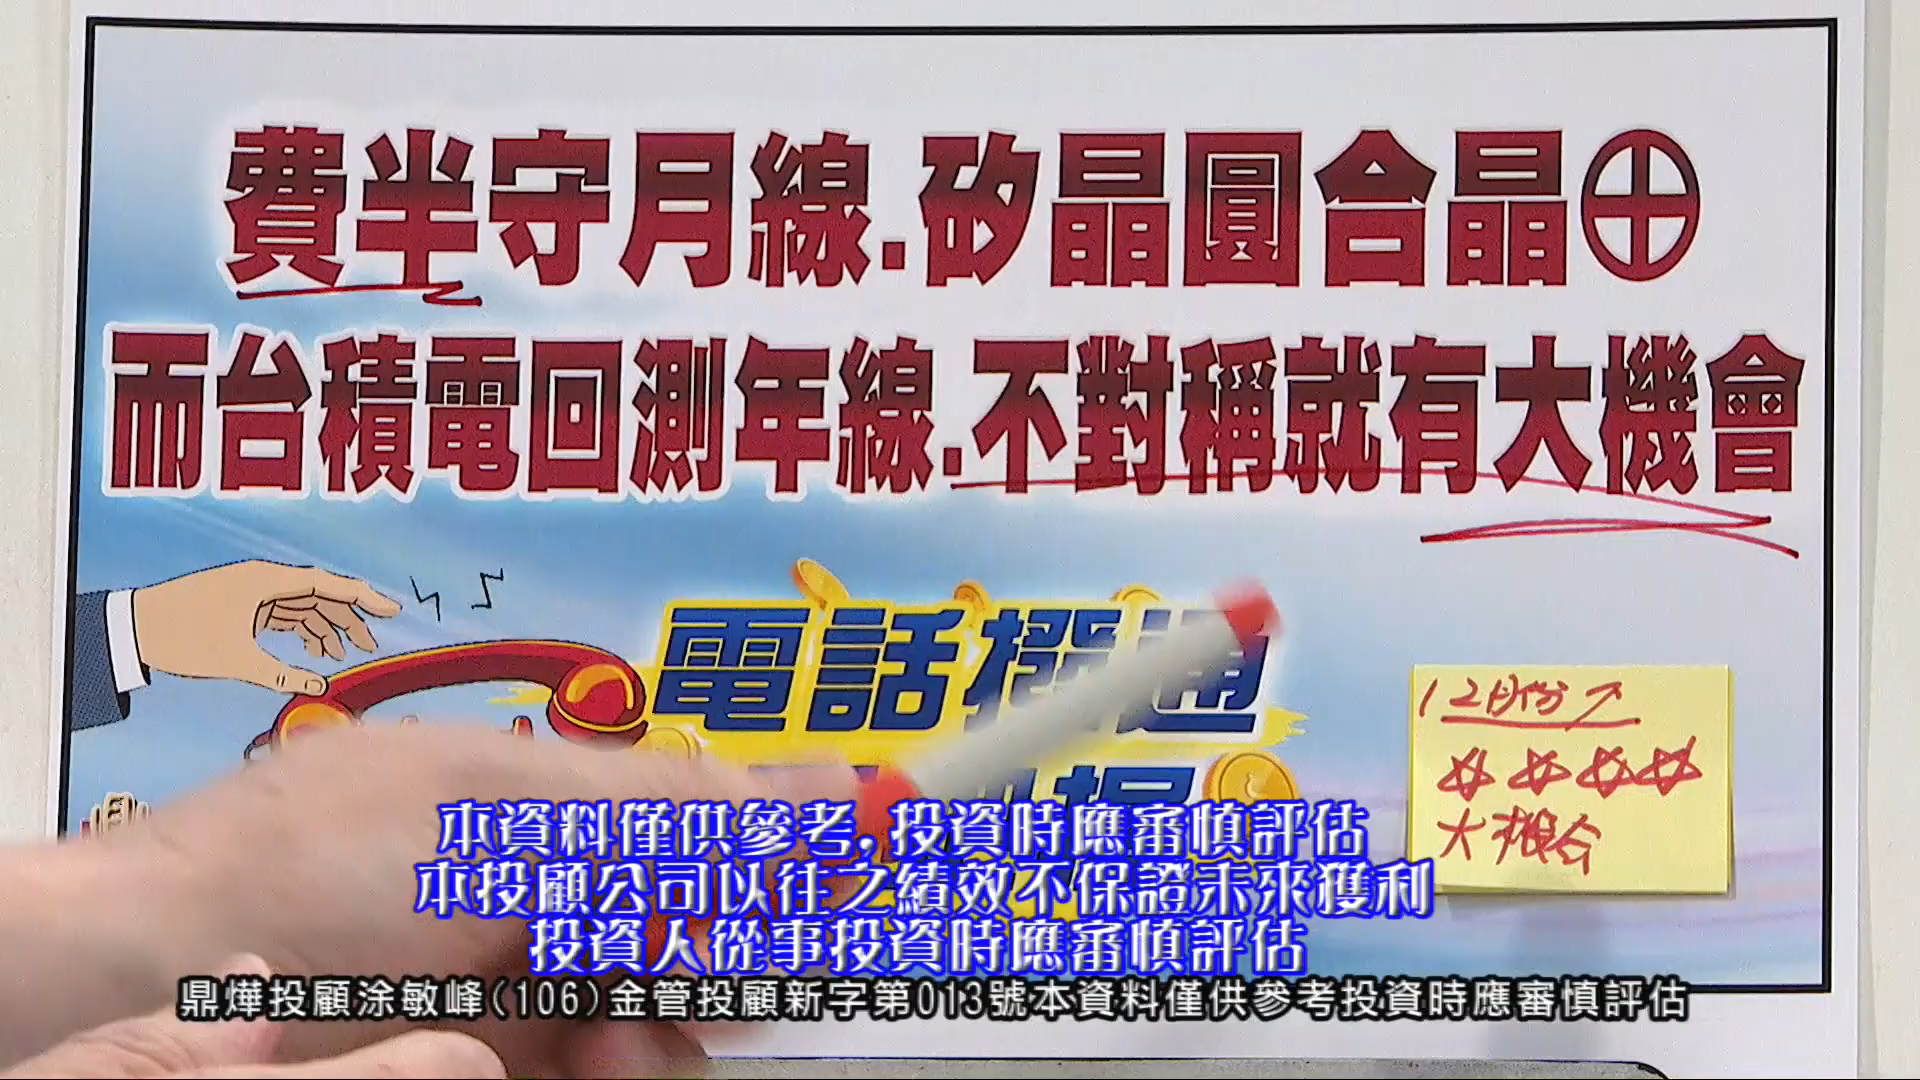 費半守月線.矽晶圓合晶⊕
而台積電回測年線.不對稱就有大機會
電話撥通
12月份↗
☆☆☆☆
大機會
本資料僅供參考,投資時應審慎評估
本投顧公司以往之績效不保證未來獲利
投資人從事投資時應審慎評估
鼎燁投顧涂敏峰(106)金管投顧新字第013號本資料僅供參考投資時應審慎評估